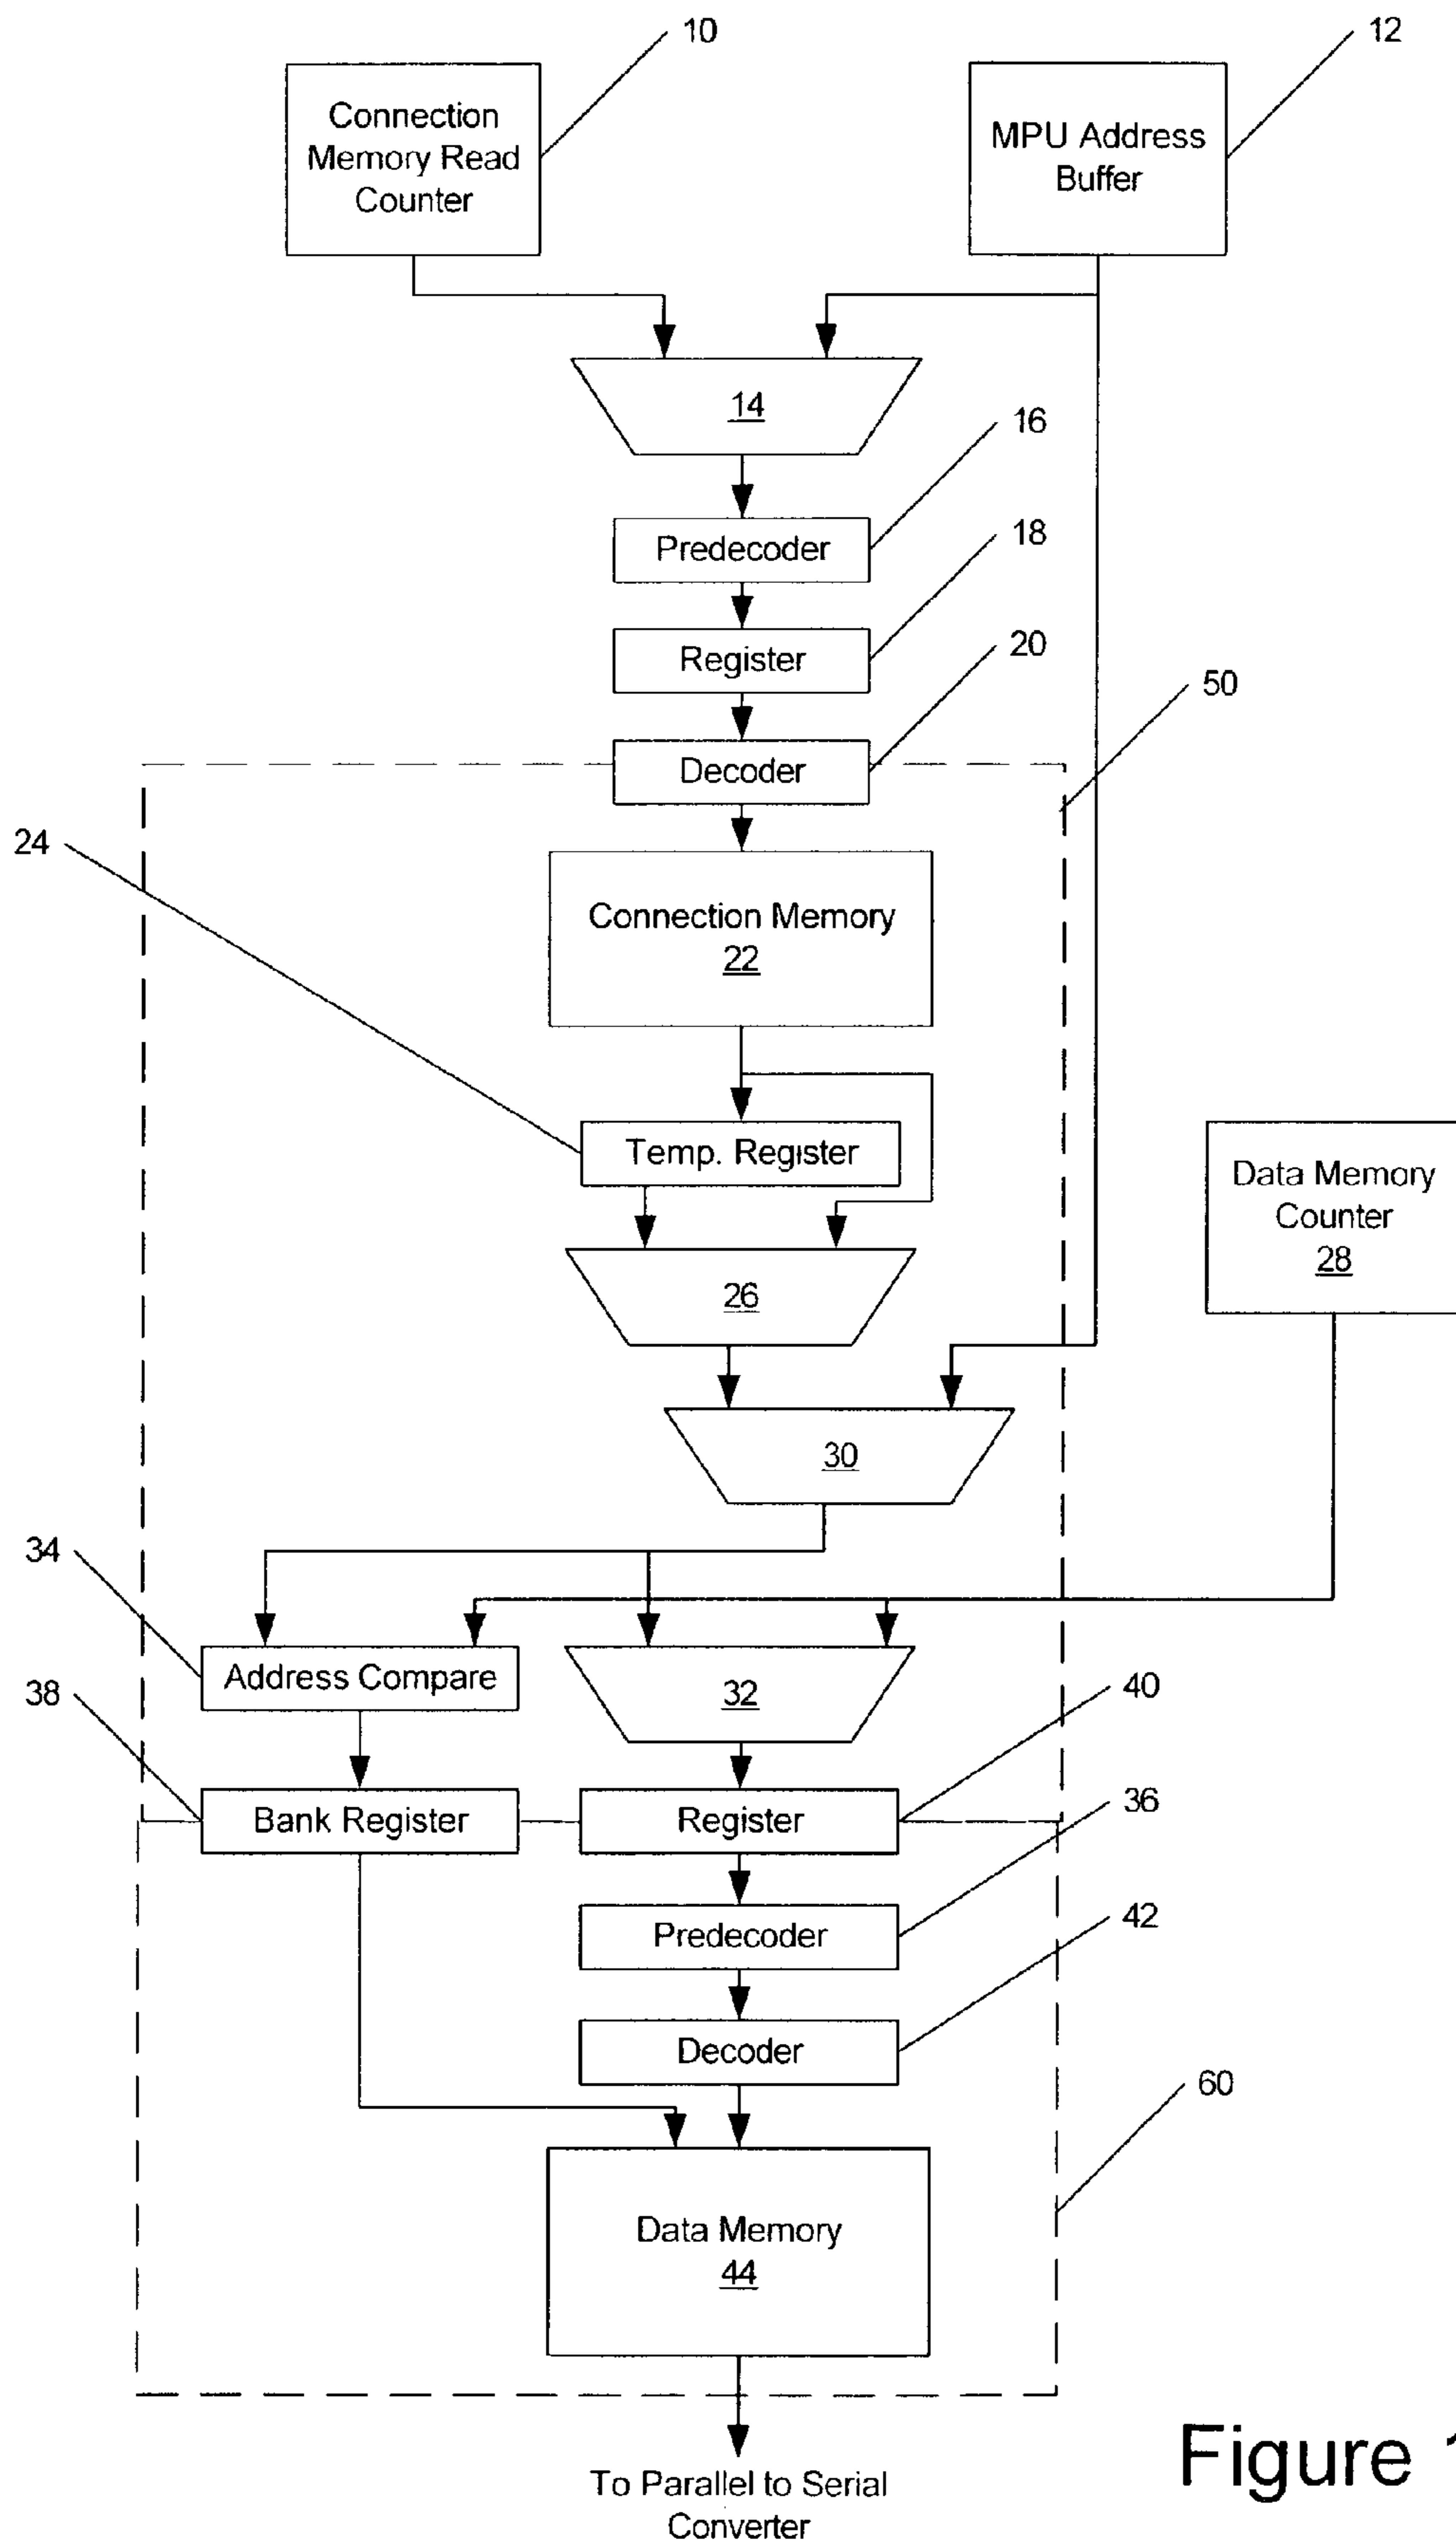 10
12
Connection
Memory Read
Counter
MPU Address
Buffer
14
16
Predecoder
18
Register
20
50
Decoder
24
Connection Memory
22
Temp. Register
Data Memory
Counter
28
26
30
34
Address Compare
32
40
38
Bank Register
Register
36
Predecoder
42
Decoder
60
Data Memory
44
To Parallel to Serial
Converter
Figure 1